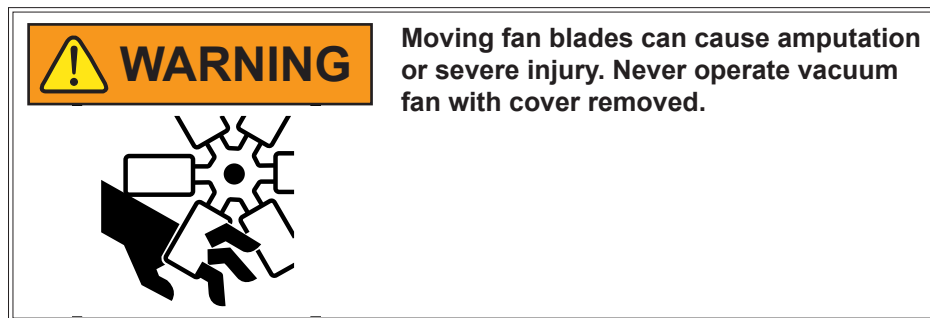 WARNING
Moving fan blades can cause amputation
or severe injury. Never operate vacuum
fan with cover removed.